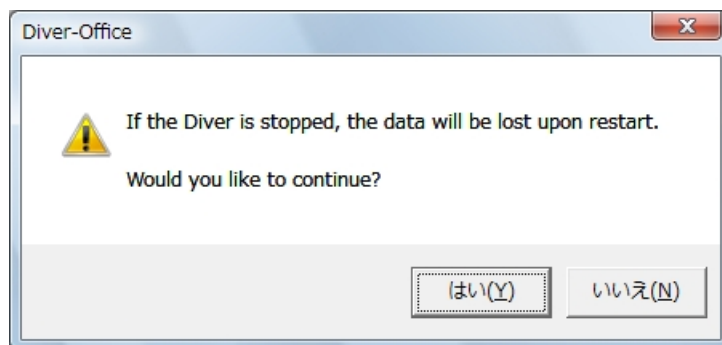 Diver-Office
If the Diver is stopped, the data will be lost upon restart.
Would you like to continue?
はい(Y)
いいえ(N)